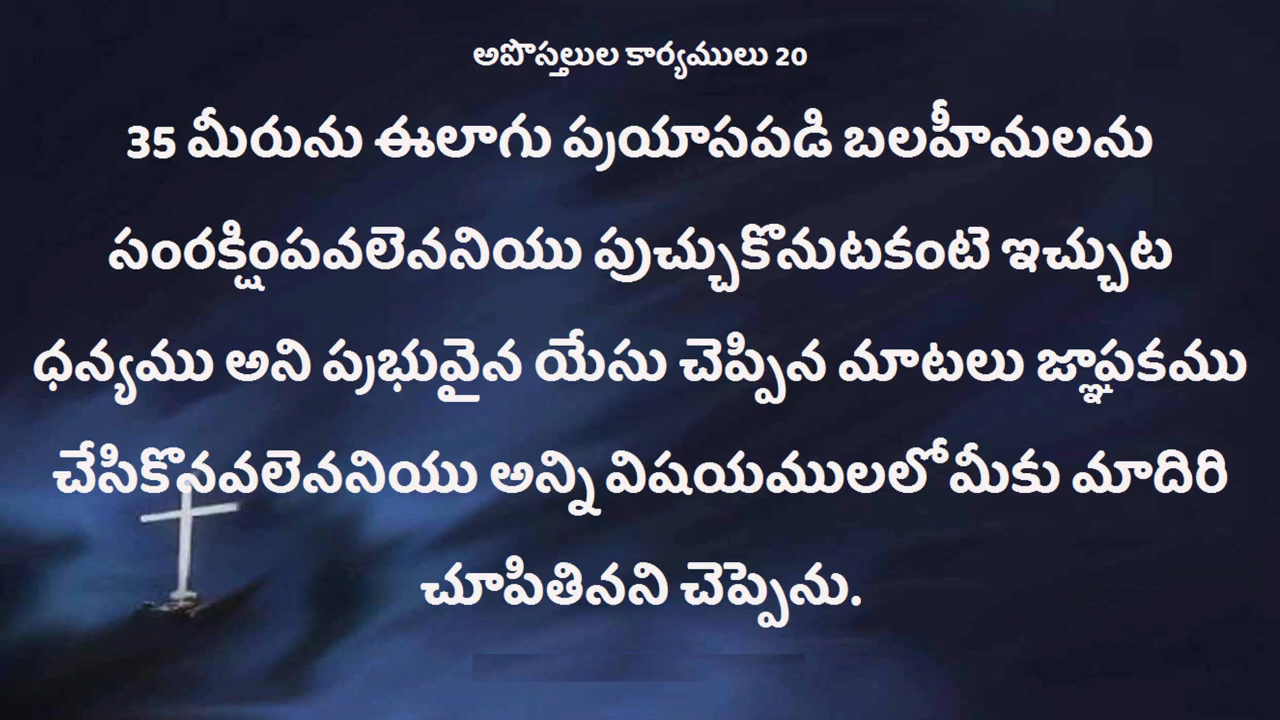 అపొస్తలుల కార్యములు 20
35 మీరును ఈలాగు ప్రయాసపడి బలహీనులను
సంరక్షింపవలెననియు పుచ్చుకొనుటకంటె ఇచ్చుట
ధన్యము అని ప్రభువైన యేసు చెప్పిన మాటలు జ్ఞాపకము
చేసికొనవలెననియు అన్ని విషయములలో మీకు మాదిరి
చూపితినని చెప్పెను.